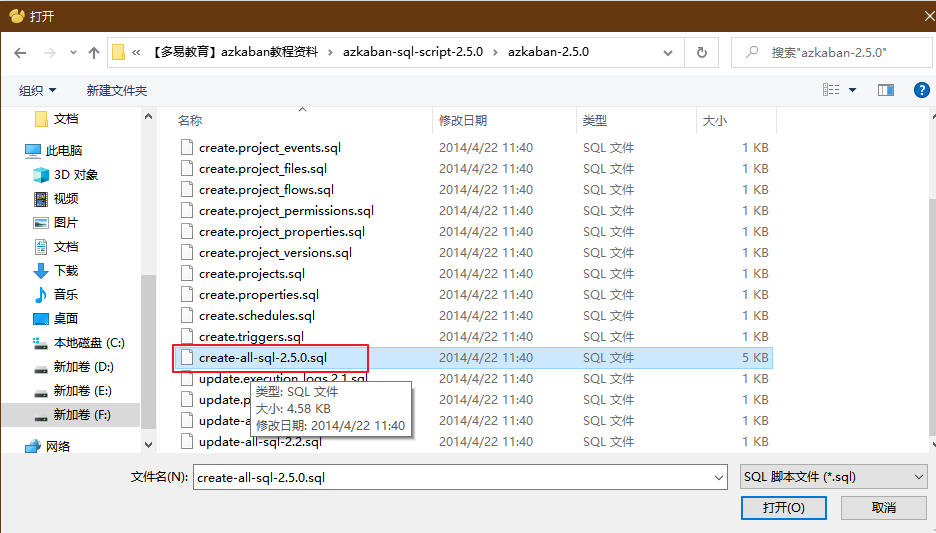 打开
« 【多易教育】azkaban教程资料 › azkaban-sql-script-2.5.0 › azkaban-2.5.0
搜索"azkaban-2.5.0"
组织 新建文件夹
名称 修改日期 类型 大小
文档
此电脑
3D 对象
视频
图片
文档
下载
音乐
桌面
本地磁盘 (C:)
新加卷 (D:)
新加卷 (E:)
新加卷 (F:)
网络
create.project_events.sql 2014/4/22 11:40 SQL 文件 1 KB
create.project_files.sql 2014/4/22 11:40 SQL 文件 1 KB
create.project_flows.sql 2014/4/22 11:40 SQL 文件 1 KB
create.project_permissions.sql 2014/4/22 11:40 SQL 文件 1 KB
create.project_properties.sql 2014/4/22 11:40 SQL 文件 1 KB
create.project_versions.sql 2014/4/22 11:40 SQL 文件 1 KB
create.projects.sql 2014/4/22 11:40 SQL 文件 1 KB
create.properties.sql 2014/4/22 11:40 SQL 文件 1 KB
create.schedules.sql 2014/4/22 11:40 SQL 文件 1 KB
create.triggers.sql 2014/4/22 11:40 SQL 文件 1 KB
create-all-sql-2.5.0.sql 2014/4/22 11:40 SQL 文件 5 KB
update.execution_logs.2.1.sql 2014/4/22 11:40 SQL 文件 1 KB
update.p 2014/4/22 11:40 SQL 文件 1 KB
update-a 2014/4/22 11:40 SQL 文件 1 KB
update-all-sql-2.2.sql 2014/4/22 11:40 SQL 文件 1 KB
类型: SQL 文件
大小: 4.58 KB
修改日期: 2014/4/22 11:40
文件名(N): create-all-sql-2.5.0.sql SQL 脚本文件 (*.sql)
打开(O) 取消